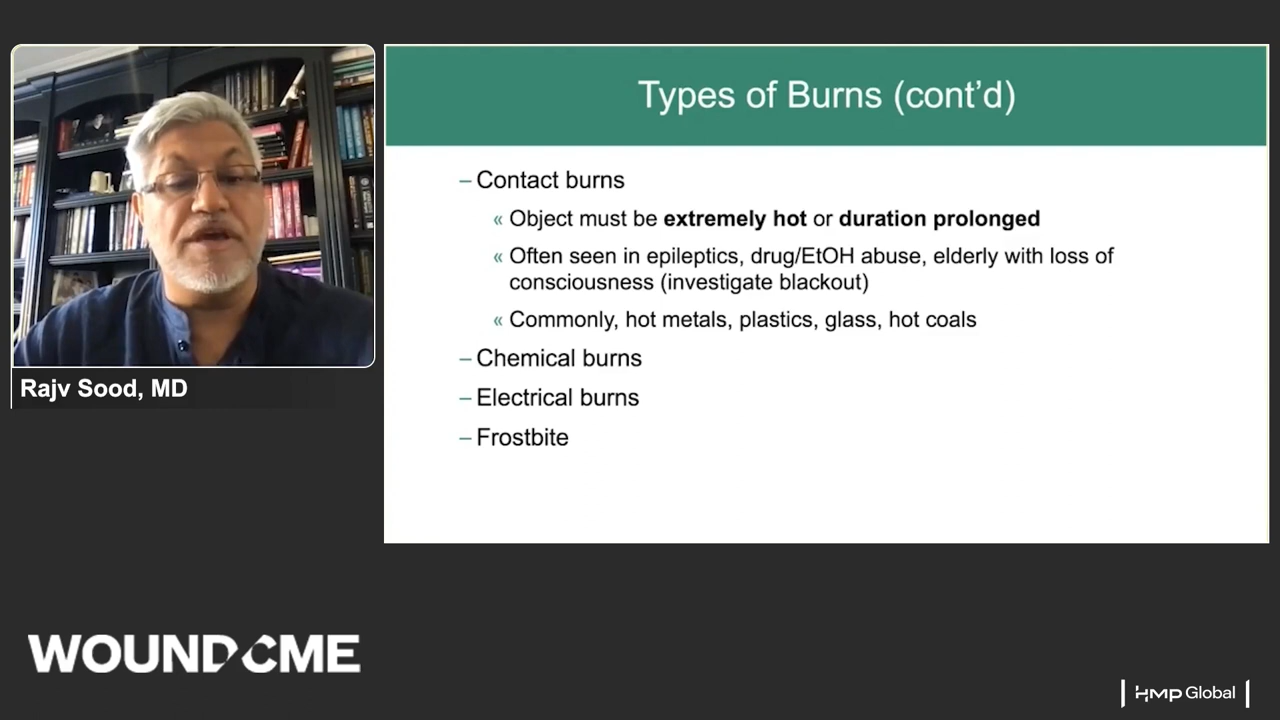 Types of Burns (cont'd)
– Contact burns
« Object must be extremely hot or duration prolonged
« Often seen in epileptics, drug/EtOH abuse, elderly with loss of
consciousness (investigate blackout)
« Commonly, hot metals, plastics, glass, hot coals
– Chemical burns
– Electrical burns
– Frostbite
Rajv Sood, MD
WOUNDCME
HMP Global